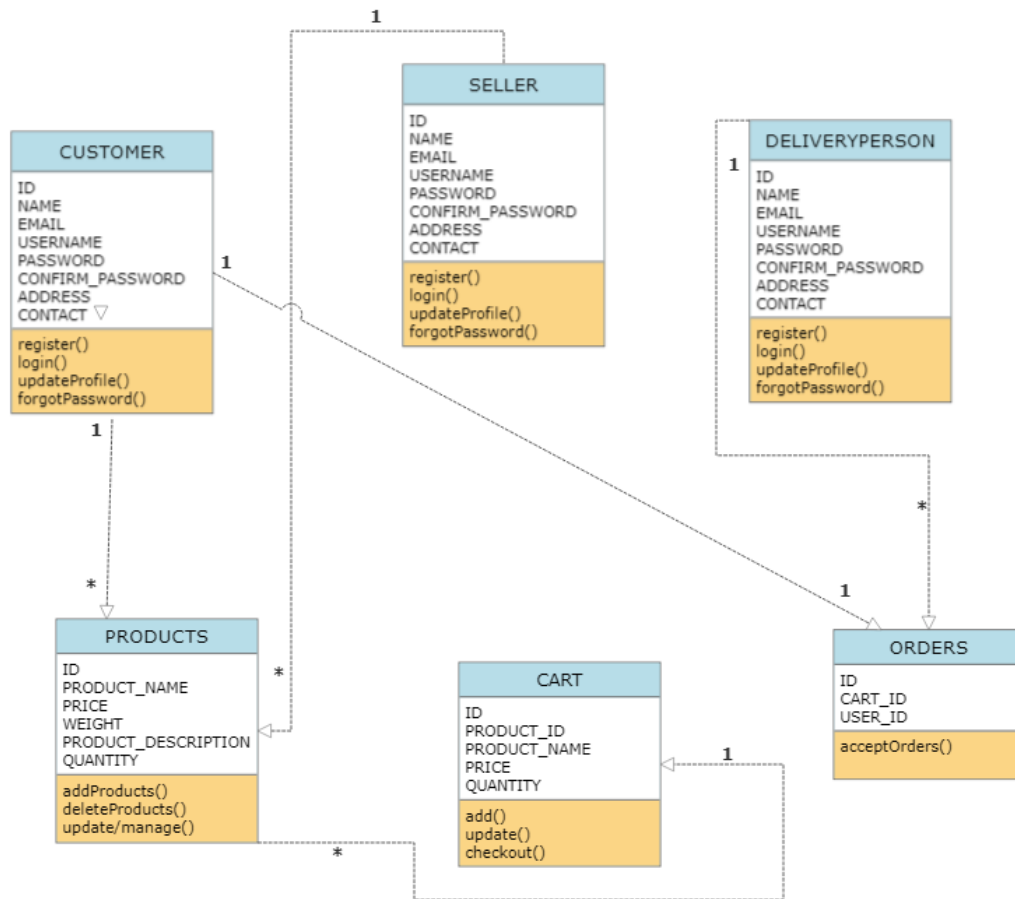 1
SELLER
ID
NAME
EMAIL
USERNAME
PASSWORD
CONFIRM_PASSWORD
ADDRESS
CONTACT
register()
login()
updateProfile()
forgotPassword()
CUSTOMER
ID
NAME
EMAIL
USERNAME
PASSWORD
CONFIRM_PASSWORD
ADDRESS
CONTACT
register()
login()
updateProfile()
forgotPassword()
DELIVERYPERSON
ID
NAME
EMAIL
USERNAME
PASSWORD
CONFIRM_PASSWORD
ADDRESS
CONTACT
register()
login()
updateProfile()
forgotPassword()
1
1
1
*
*
1
*
PRODUCTS
ID
PRODUCT_NAME
PRICE
WEIGHT
PRODUCT_DESCRIPTION
QUANTITY
addProducts()
deleteProducts()
update/manage()
*
CART
ID
PRODUCT_ID
PRODUCT_NAME
PRICE
QUANTITY
add()
update()
checkout()
1
ORDERS
ID
CART_ID
USER_ID
acceptOrders()